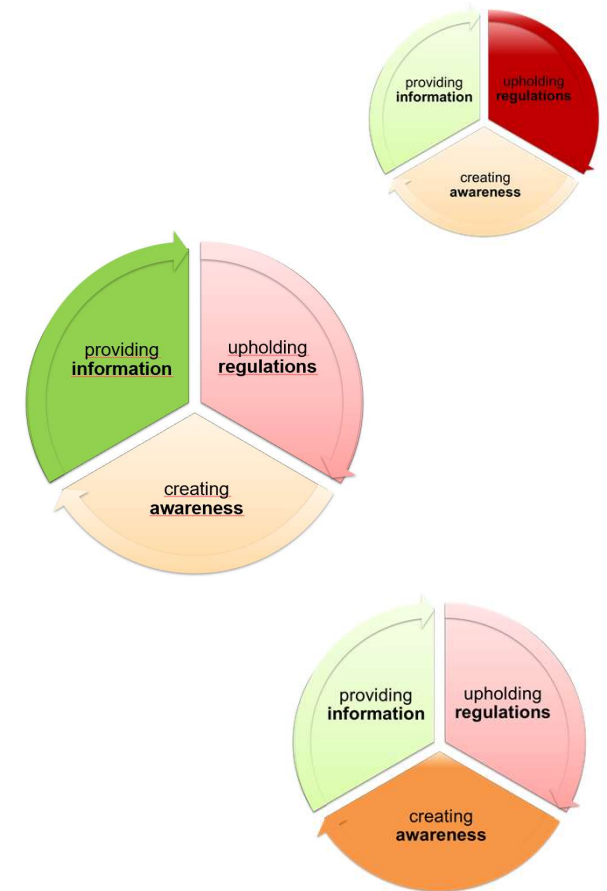 providing
information
upholding
regulations
creating
awareness
providing
information
upholding
regulations
creating
awareness
providing
information
upholding
regulations
creating
awareness